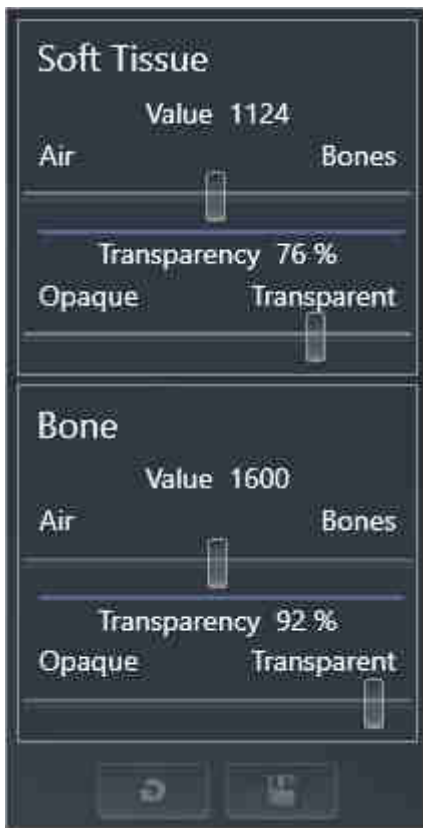 Soft Tissue
Value 1124
Air Bones
Transparency 76 %
Opaque Transparent
Bone
Value 1600
Air Bones
Transparency 92 %
Opaque Transparent